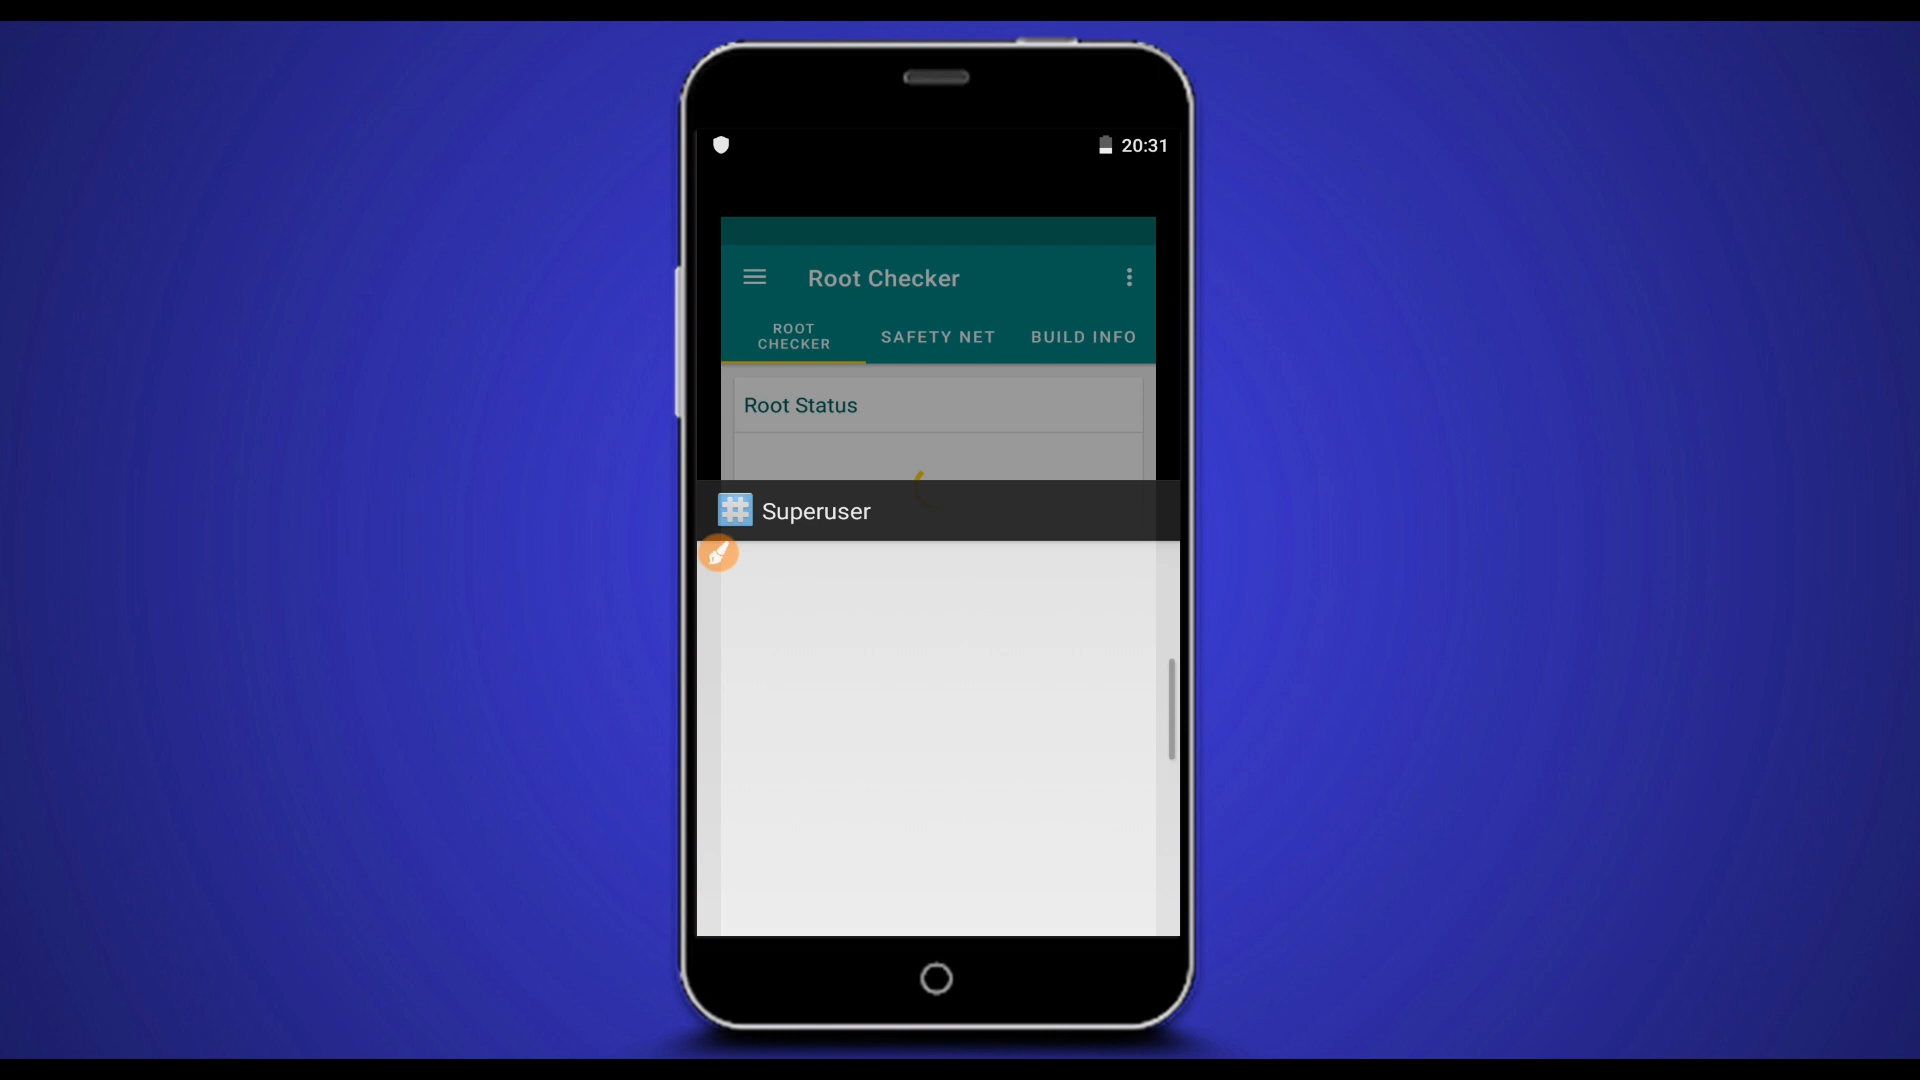 20:31
Root Checker
ROOT
CHECKER
SAFETY NET
BUILD INFO
Root Status
Superuser